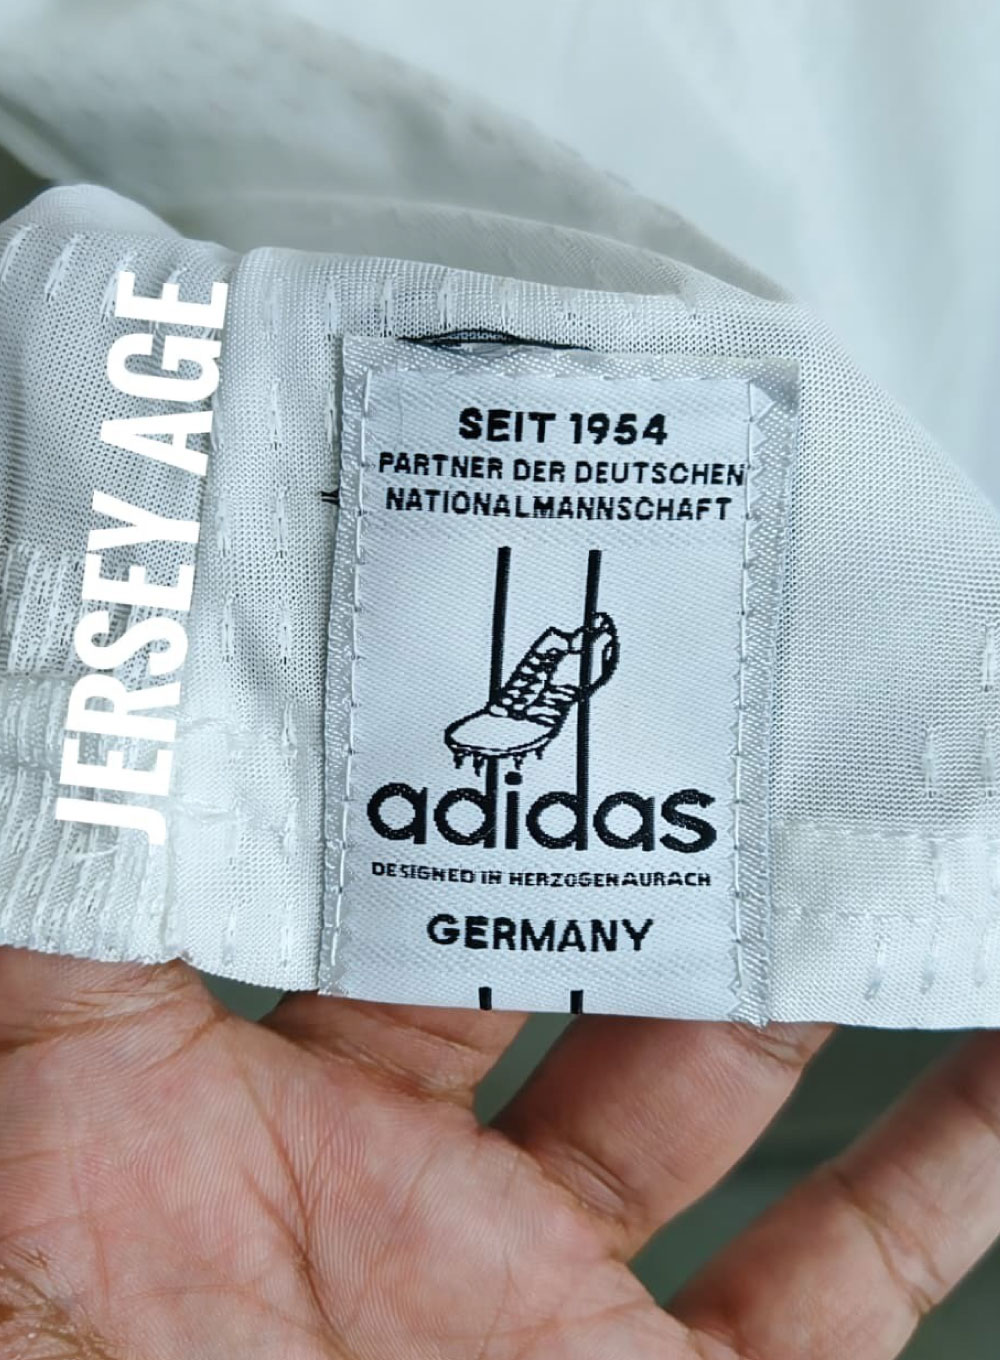 JERSEY AGE
SEIT 1954
PARTNER DER DEUTSCHEN
NATIONALMANNSCHAFT
adidas
DESIGNED IN HERZOGENAURACH
GERMANY